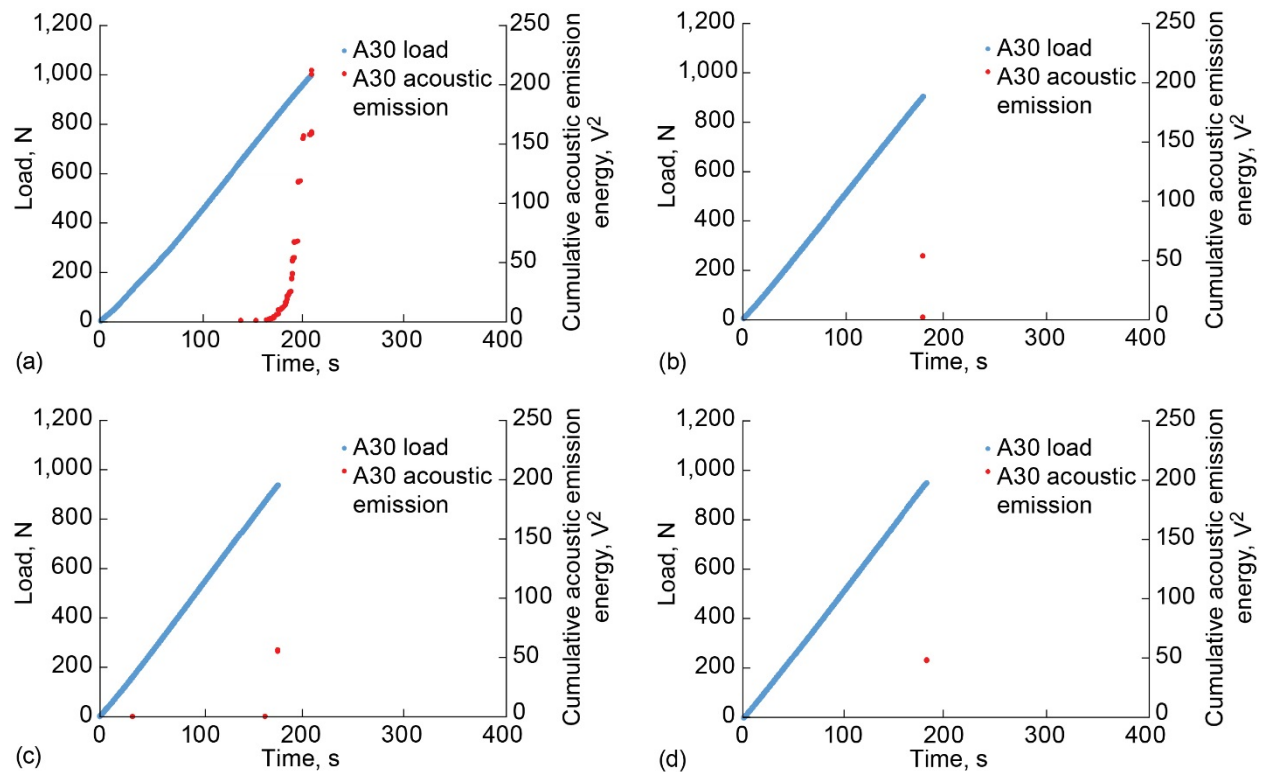 1,200
1,000
800
600
400
200
0
Load, N
0
100
200
300
400
Time, s
250
200
150
100
50
0
Cumulative acoustic emission
energy, V²
A30 load
A30 acoustic
emission
(a)
1,200
1,000
800
600
400
200
0
Load, N
0
100
200
300
400
Time, s
250
200
150
100
50
0
Cumulative acoustic emission
energy, V²
A30 load
A30 acoustic
emission
(b)
1,200
1,000
800
600
400
200
0
Load, N
0
100
200
300
400
Time, s
250
200
150
100
50
0
Cumulative acoustic emission
energy, V²
A30 load
A30 acoustic
emission
(c)
1,200
1,000
800
600
400
200
0
Load, N
0
100
200
300
400
Time, s
250
200
150
100
50
0
Cumulative acoustic emission
energy, V²
A30 load
A30 acoustic
emission
(d)